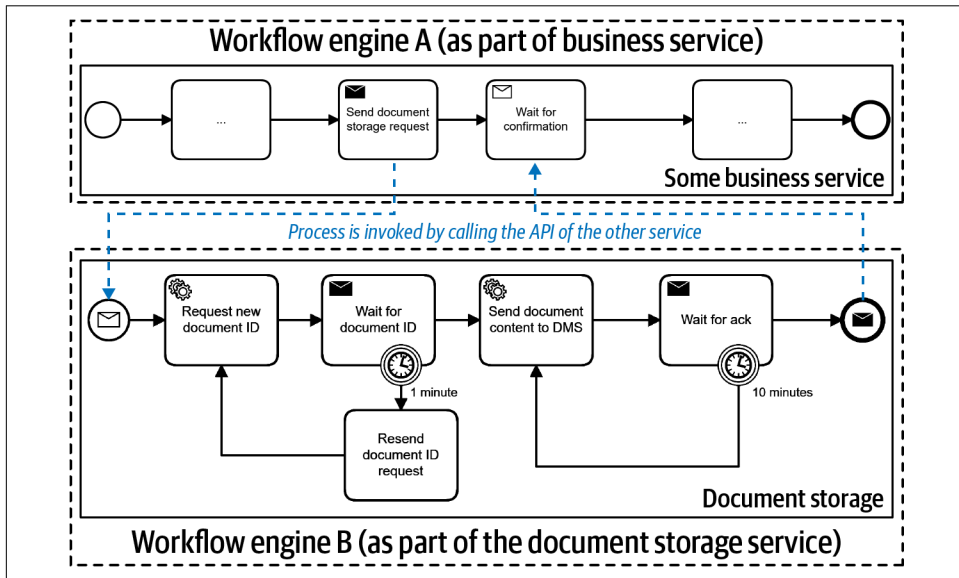 Workflow engine A (as part of business service)
...
Send document
storage request
Wait for
confirmation
...
Some business service
Process is invoked by calling the API of the other service
Request new
document ID
Wait for
document ID
Send document
content to DMS
Wait for ack
1 minute
10 minutes
Resend
document ID
request
Document storage
Workflow engine B (as part of the document storage service)